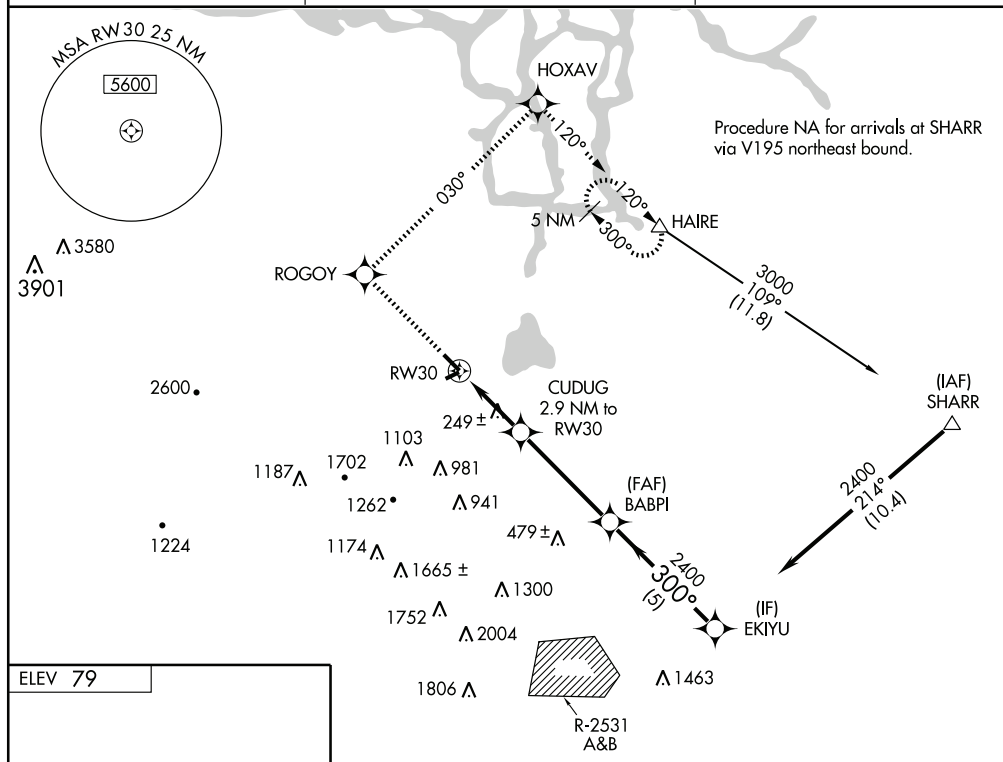 MSA RW30 25 NM
5600
HOXAV
120°
Procedure NA for arrivals at SHARR
via V195 northeast bound.
030°
120°
5 NM
300°
HAIRE
3580
3901
ROGOY
3000
109°
(11.8)
RW30
2600
CUDUG
2.9 NM to
RW30
(IAF)
SHARR
249 ±
1103
981
1187
1702
1262
941
(FAF)
BABPI
2400
214°
(10.4)
1224
479 ±
1174
1665 ±
2400
300°
(5)
1300
1752
2004
(IF)
EKIYU
ELEV 79
1806
1463
R-2531
A&B